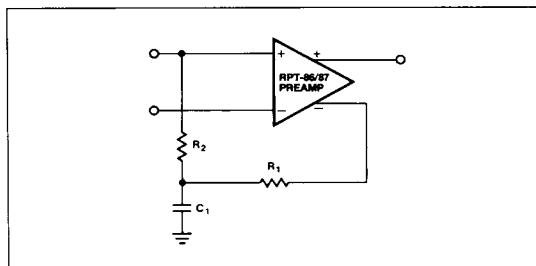 + +
RPT-86/87
PREAMP
− −
R2
R1
C1